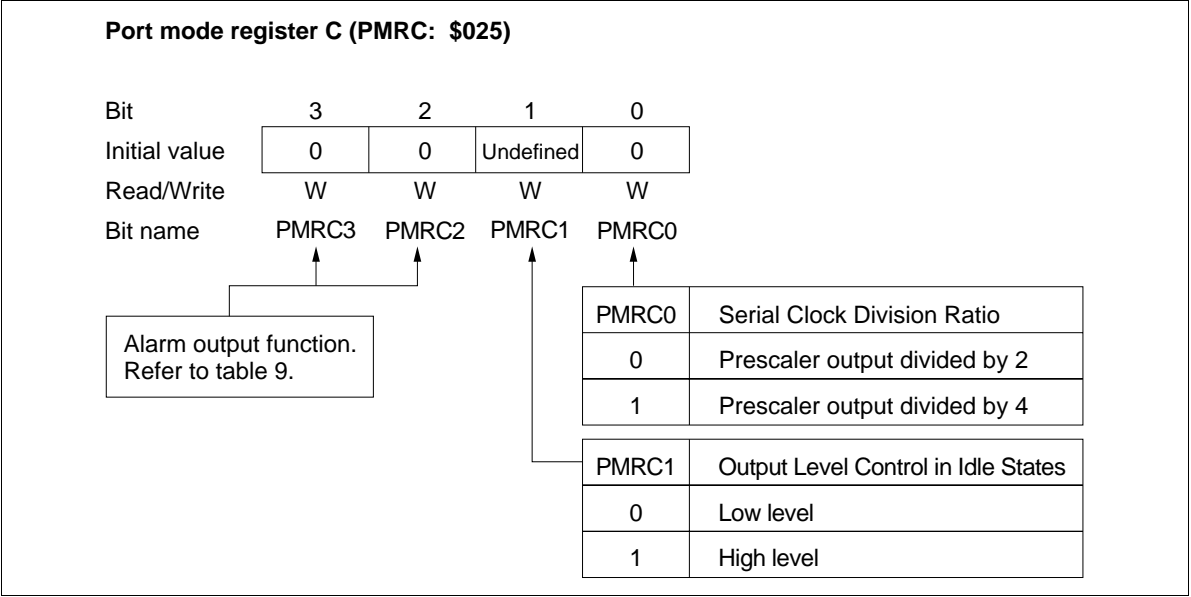 Port mode register C (PMRC: $025)
Bit 3 2 1 0
Initial value 0 0 Undefined 0
Read/Write W W W W
Bit name PMRC3 PMRC2 PMRC1 PMRC0
Alarm output function.
Refer to table 9.
PMRC0 Serial Clock Division Ratio
0 Prescaler output divided by 2
1 Prescaler output divided by 4
PMRC1 Output Level Control in Idle States
0 Low level
1 High level